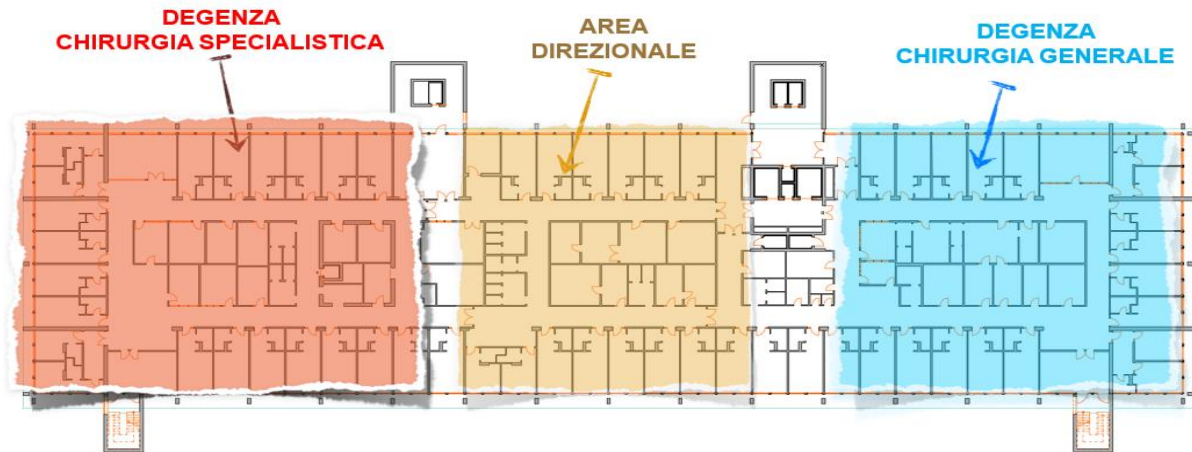 DEGENZA
CHIRURGIA SPECIALISTICA
AREA
DIREZIONALE
DEGENZA
CHIRURGIA GENERALE